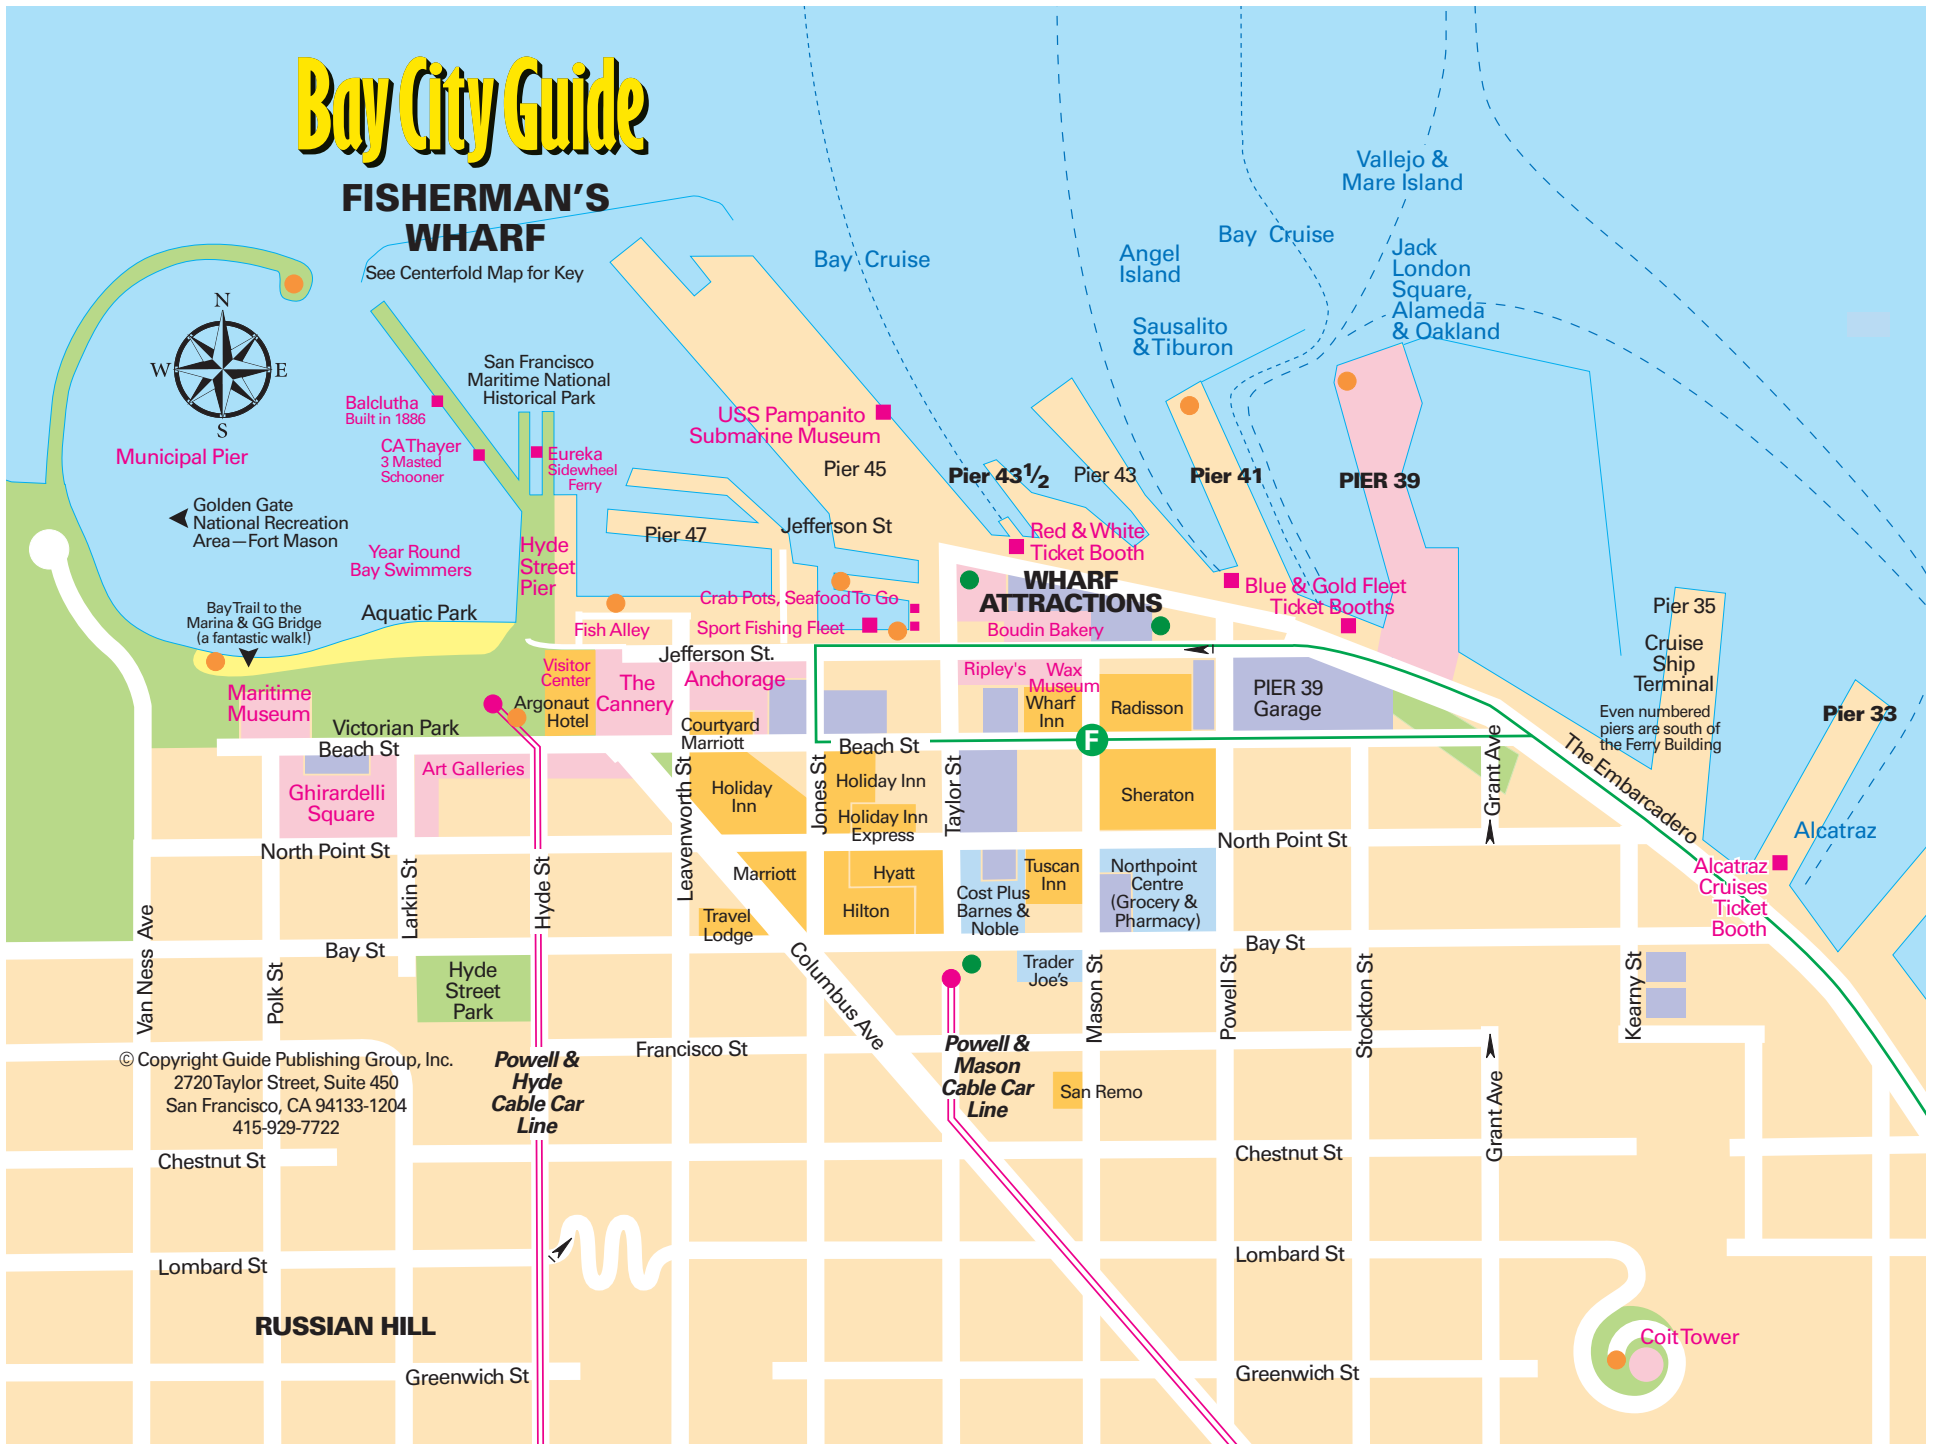 Bay City Guide
FISHERMAN'S
WHARF
See Centerfold Map for Key
N
W
E
S
Vallejo &
Mare Island
Bay Cruise
Bay Cruise
Angel
Island
Jack
London
Square,
Alameda
& Oakland
Sausalito
& Tiburon
San Francisco
Maritime National
Historical Park
Balclutha
Built in 1886
CA Thayer
3 Masted
Schooner
Eureka
Sidewheel
Ferry
USS Pampanito
Submarine Museum
Municipal Pier
Pier 45
Pier 43½
Pier 43
Pier 41
PIER 39
Golden Gate
National Recreation
Area—Fort Mason
Year Round
Bay Swimmers
Hyde
Street
Pier
Pier 47
Jefferson St
Red & White
Ticket Booth
WHARF
ATTRACTIONS
Blue & Gold Fleet
Ticket Booths
Pier 35
Cruise
Ship
Terminal
Even numbered
piers are south of
the Ferry Building
Pier 33
Bay Trail to the
Marina & GG Bridge
(a fantastic walk!)
Aquatic Park
Crab Pots, Seafood To Go
Fish Alley
Sport Fishing Fleet
Boudin Bakery
Jefferson St.
Visitor
Center
The
Cannery
Anchorage
Ripley's
Wax
Museum
Wharf
Inn
Radisson
PIER 39
Garage
Maritime
Museum
Argonaut
Hotel
Victorian Park
Courtyard
Marriott
Beach St
Beach St
F
Grant Ave
The Embarcadero
Art Galleries
Ghirardelli
Square
Holiday
Inn
Holiday Inn
Holiday Inn
Express
Sheraton
Alcatraz
North Point St
North Point St
Leavenworth St
Jones St
Taylor St
Marriott
Hyatt
Hilton
Travel
Lodge
Cost Plus
Barnes &
Noble
Tuscan
Inn
Northpoint
Centre
(Grocery &
Pharmacy)
Alcatraz
Cruises
Ticket
Booth
Larkin St
Hyde St
Van Ness Ave
Polk St
Bay St
Bay St
Hyde
Street
Park
Columbus Ave
Trader
Joe's
Mason St
Powell St
Stockton St
Kearny St
Francisco St
© Copyright Guide Publishing Group, Inc.
2720 Taylor Street, Suite 450
San Francisco, CA 94133-1204
415-929-7722
Powell &
Hyde
Cable Car
Line
Powell &
Mason
Cable Car
Line
San Remo
Grant Ave
Chestnut St
Chestnut St
Lombard St
Lombard St
RUSSIAN HILL
Coit Tower
Greenwich St
Greenwich St